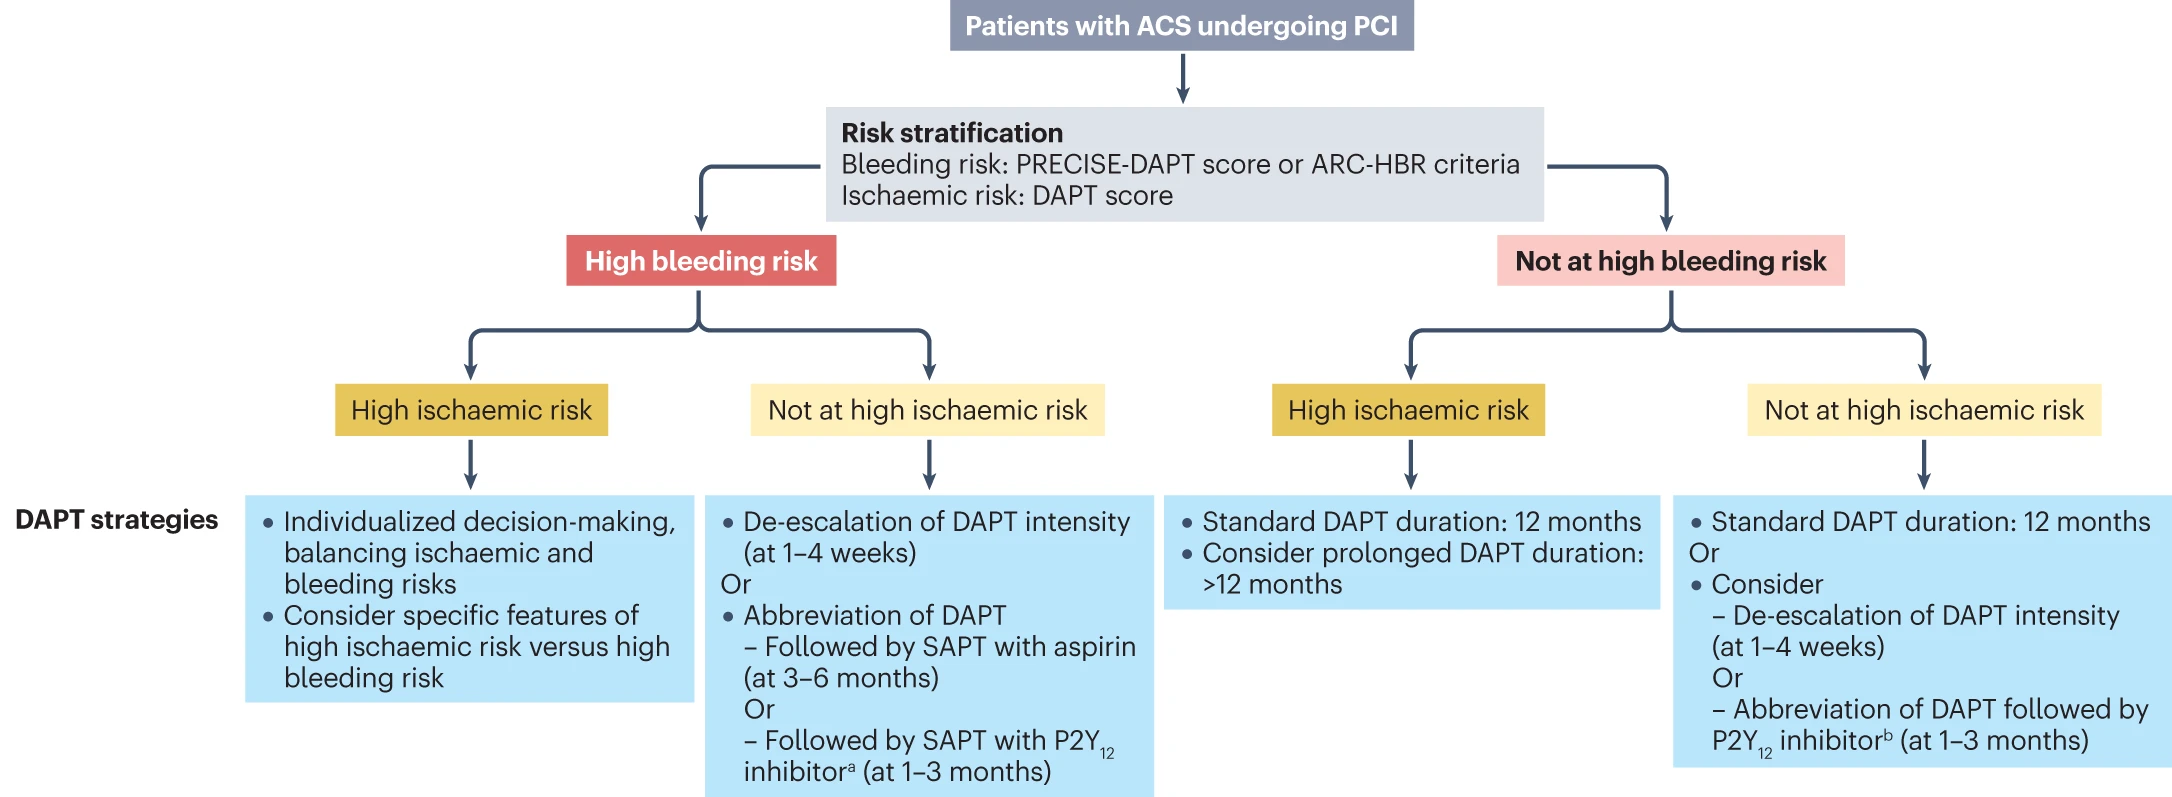 Patients with ACS undergoing PCI
Risk stratification
Bleeding risk: PRECISE-DAPT score or ARC-HBR criteria
Ischaemic risk: DAPT score
High bleeding risk
Not at high bleeding risk
High ischaemic risk
Not at high ischaemic risk
High ischaemic risk
Not at high ischaemic risk
DAPT strategies
• Individualized decision-making,
balancing ischaemic and
bleeding risks
• Consider specific features of
high ischaemic risk versus high
bleeding risk
• De-escalation of DAPT intensity
(at 1–4 weeks)
Or
• Abbreviation of DAPT
– Followed by SAPT with aspirin
(at 3–6 months)
Or
– Followed by SAPT with P2Y₁₂
inhibitorᵃ (at 1–3 months)
• Standard DAPT duration: 12 months
• Consider prolonged DAPT duration:
>12 months
• Standard DAPT duration: 12 months
Or
• Consider
– De-escalation of DAPT intensity
(at 1–4 weeks)
Or
– Abbreviation of DAPT followed by
P2Y₁₂ inhibitorᵇ (at 1–3 months)